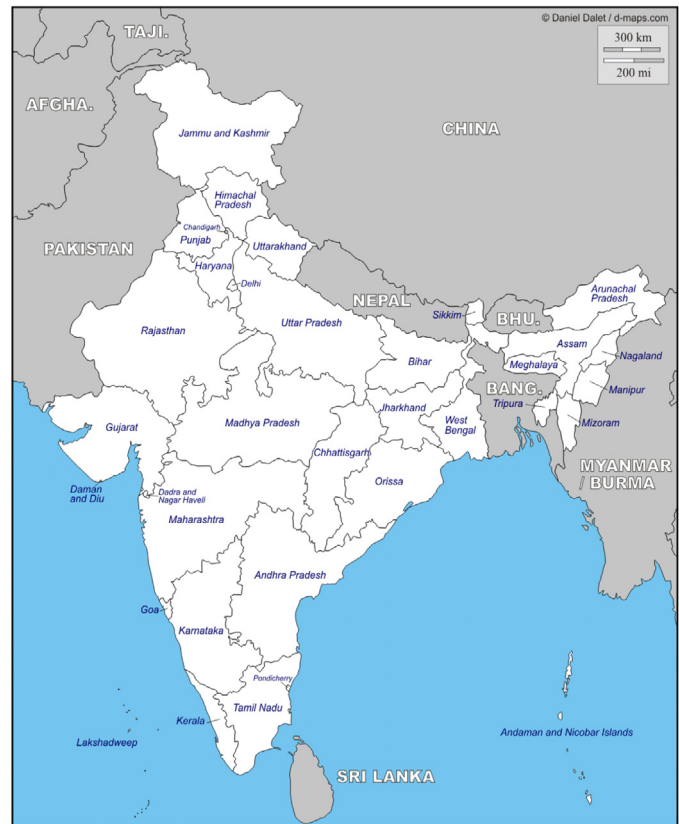 © Daniel Dalet / d-maps.com
300 km
200 mi
TAJI.
AFGHA.
CHINA
Jammu and Kashmir
Himachal
Pradesh
Chandigarh
Punjab
PAKISTAN
Uttarakhand
Haryana
Delhi
NEPAL
Arunachal
Pradesh
Sikkim
BHU.
Rajasthan
Uttar Pradesh
Assam
Nagaland
Bihar
Meghalaya
BANG.
Manipur
Tripura
Jharkhand
West
Bengal
Mizoram
Gujarat
Madhya Pradesh
Chhattisgarh
MYANMAR
/ BURMA
Orissa
Daman
and Diu
Dadra and
Nagar Haveli
Maharashtra
Andhra Pradesh
Goa
Karnataka
Pondicherry
Tamil Nadu
Kerala
Lakshadweep
Andaman and Nicobar Islands
SRI LANKA